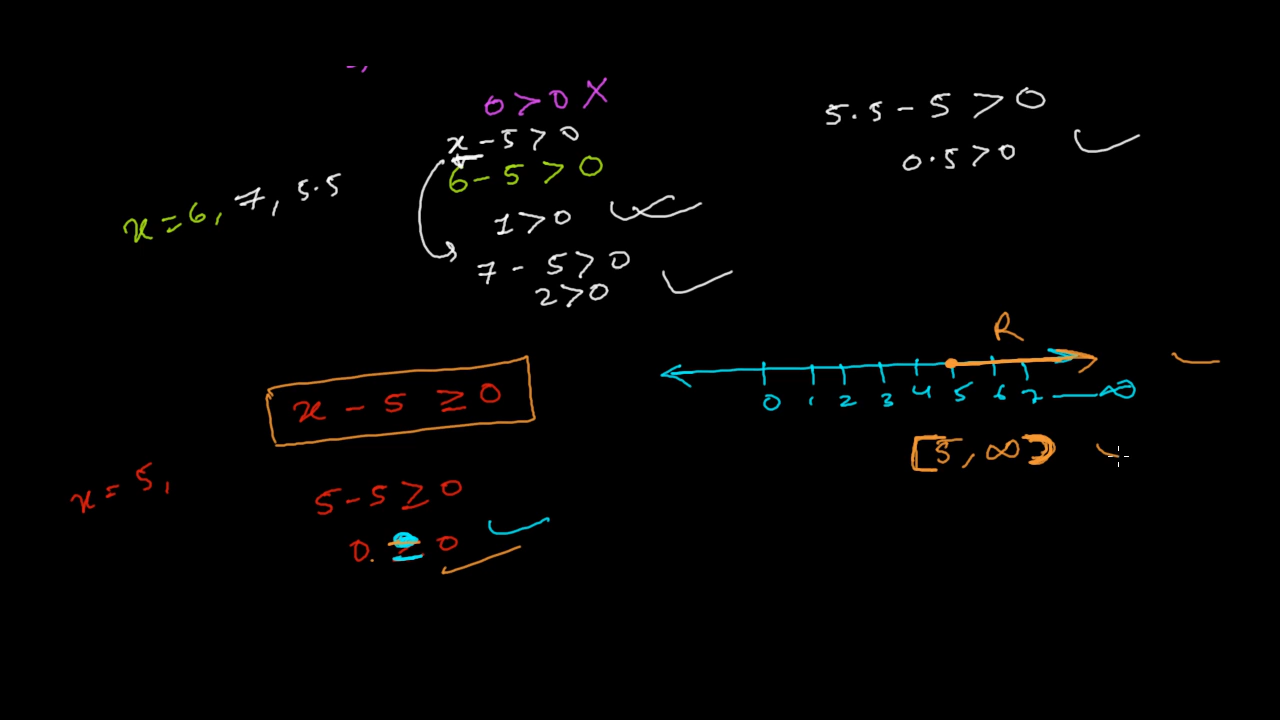 0 > 0 X
x - 5 > 0
6 - 5 > 0
x = 6, 7, 5.5
1 > 0
7 - 5 > 0
2 > 0
5.5 - 5 > 0
0.5 > 0
R
0 1 2 3 4 5 6 7 ∞
[5, ∞)
x - 5 ≥ 0
x = 5,
5 - 5 ≥ 0
0. ≥ 0